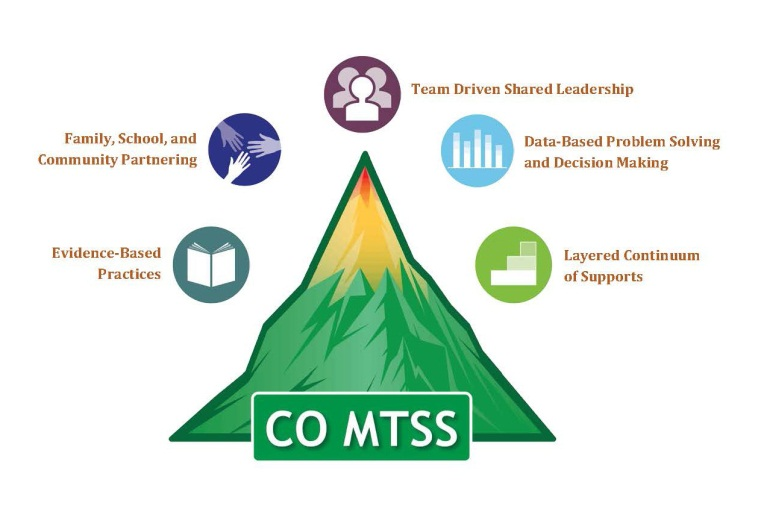 Team Driven Shared Leadership
Family, School, and
Community Partnering
Data-Based Problem Solving
and Decision Making
Evidence-Based
Practices
Layered Continuum
of Supports
CO MTSS